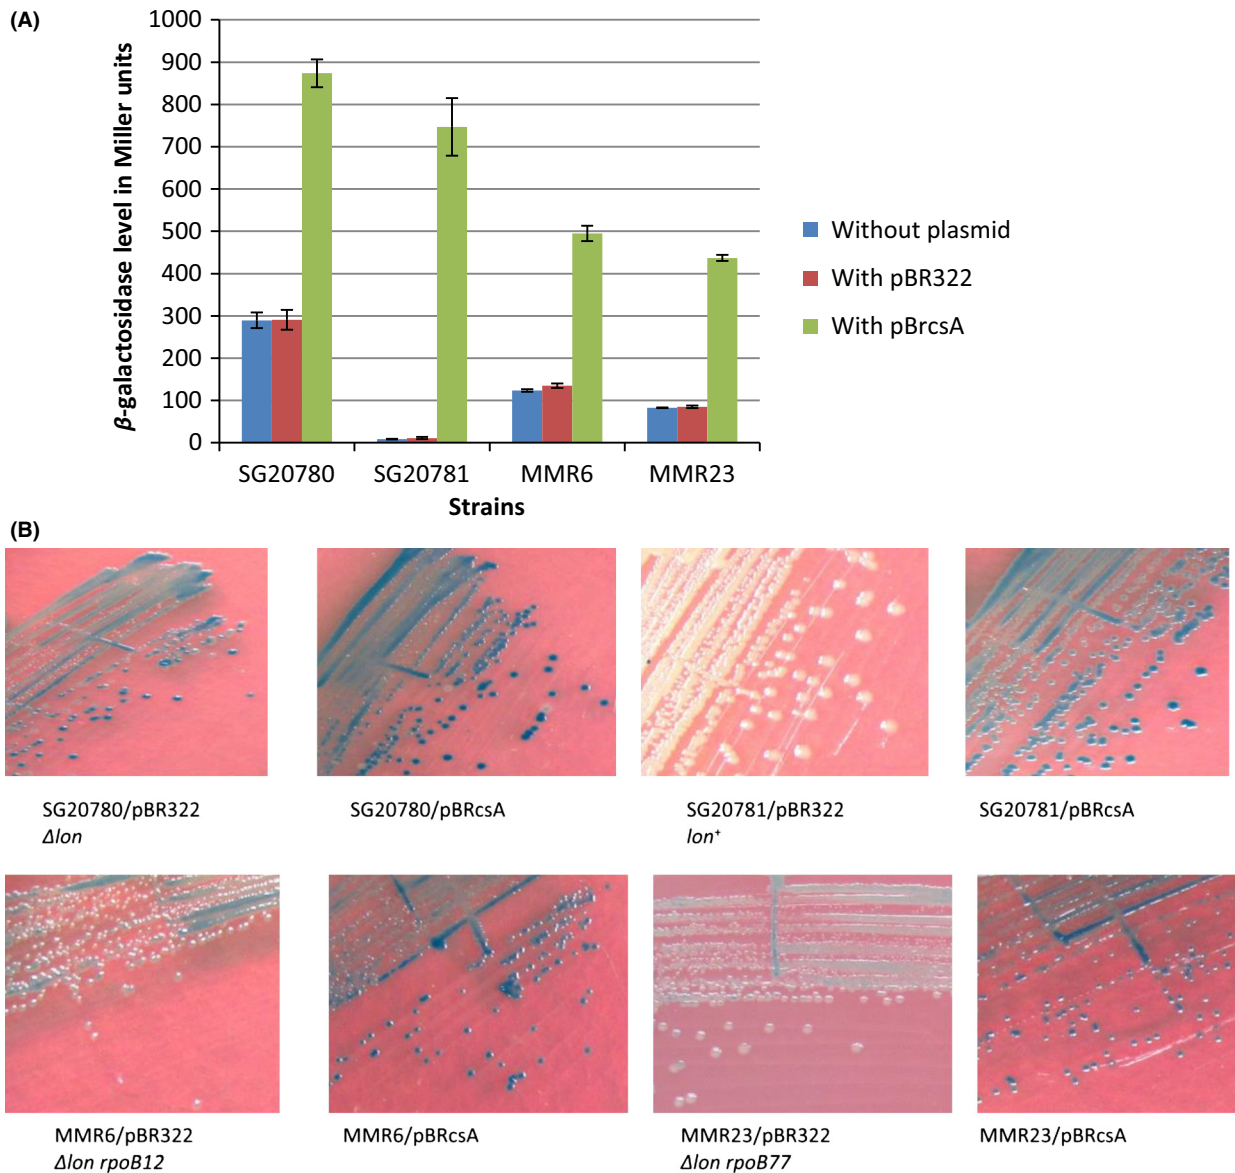 (A)
1000
900
800
700
600
500
400
300
200
100
0
β-galactosidase level in Miller units
SG20780
SG20781
MMR6
MMR23
Strains
Without plasmid
With pBR322
With pBrcsA
(B)
SG20780/pBR322
Δlon
SG20780/pBRcsA
SG20781/pBR322
lon⁺
SG20781/pBRcsA
MMR6/pBR322
Δlon rpoB12
MMR6/pBRcsA
MMR23/pBR322
Δlon rpoB77
MMR23/pBRcsA